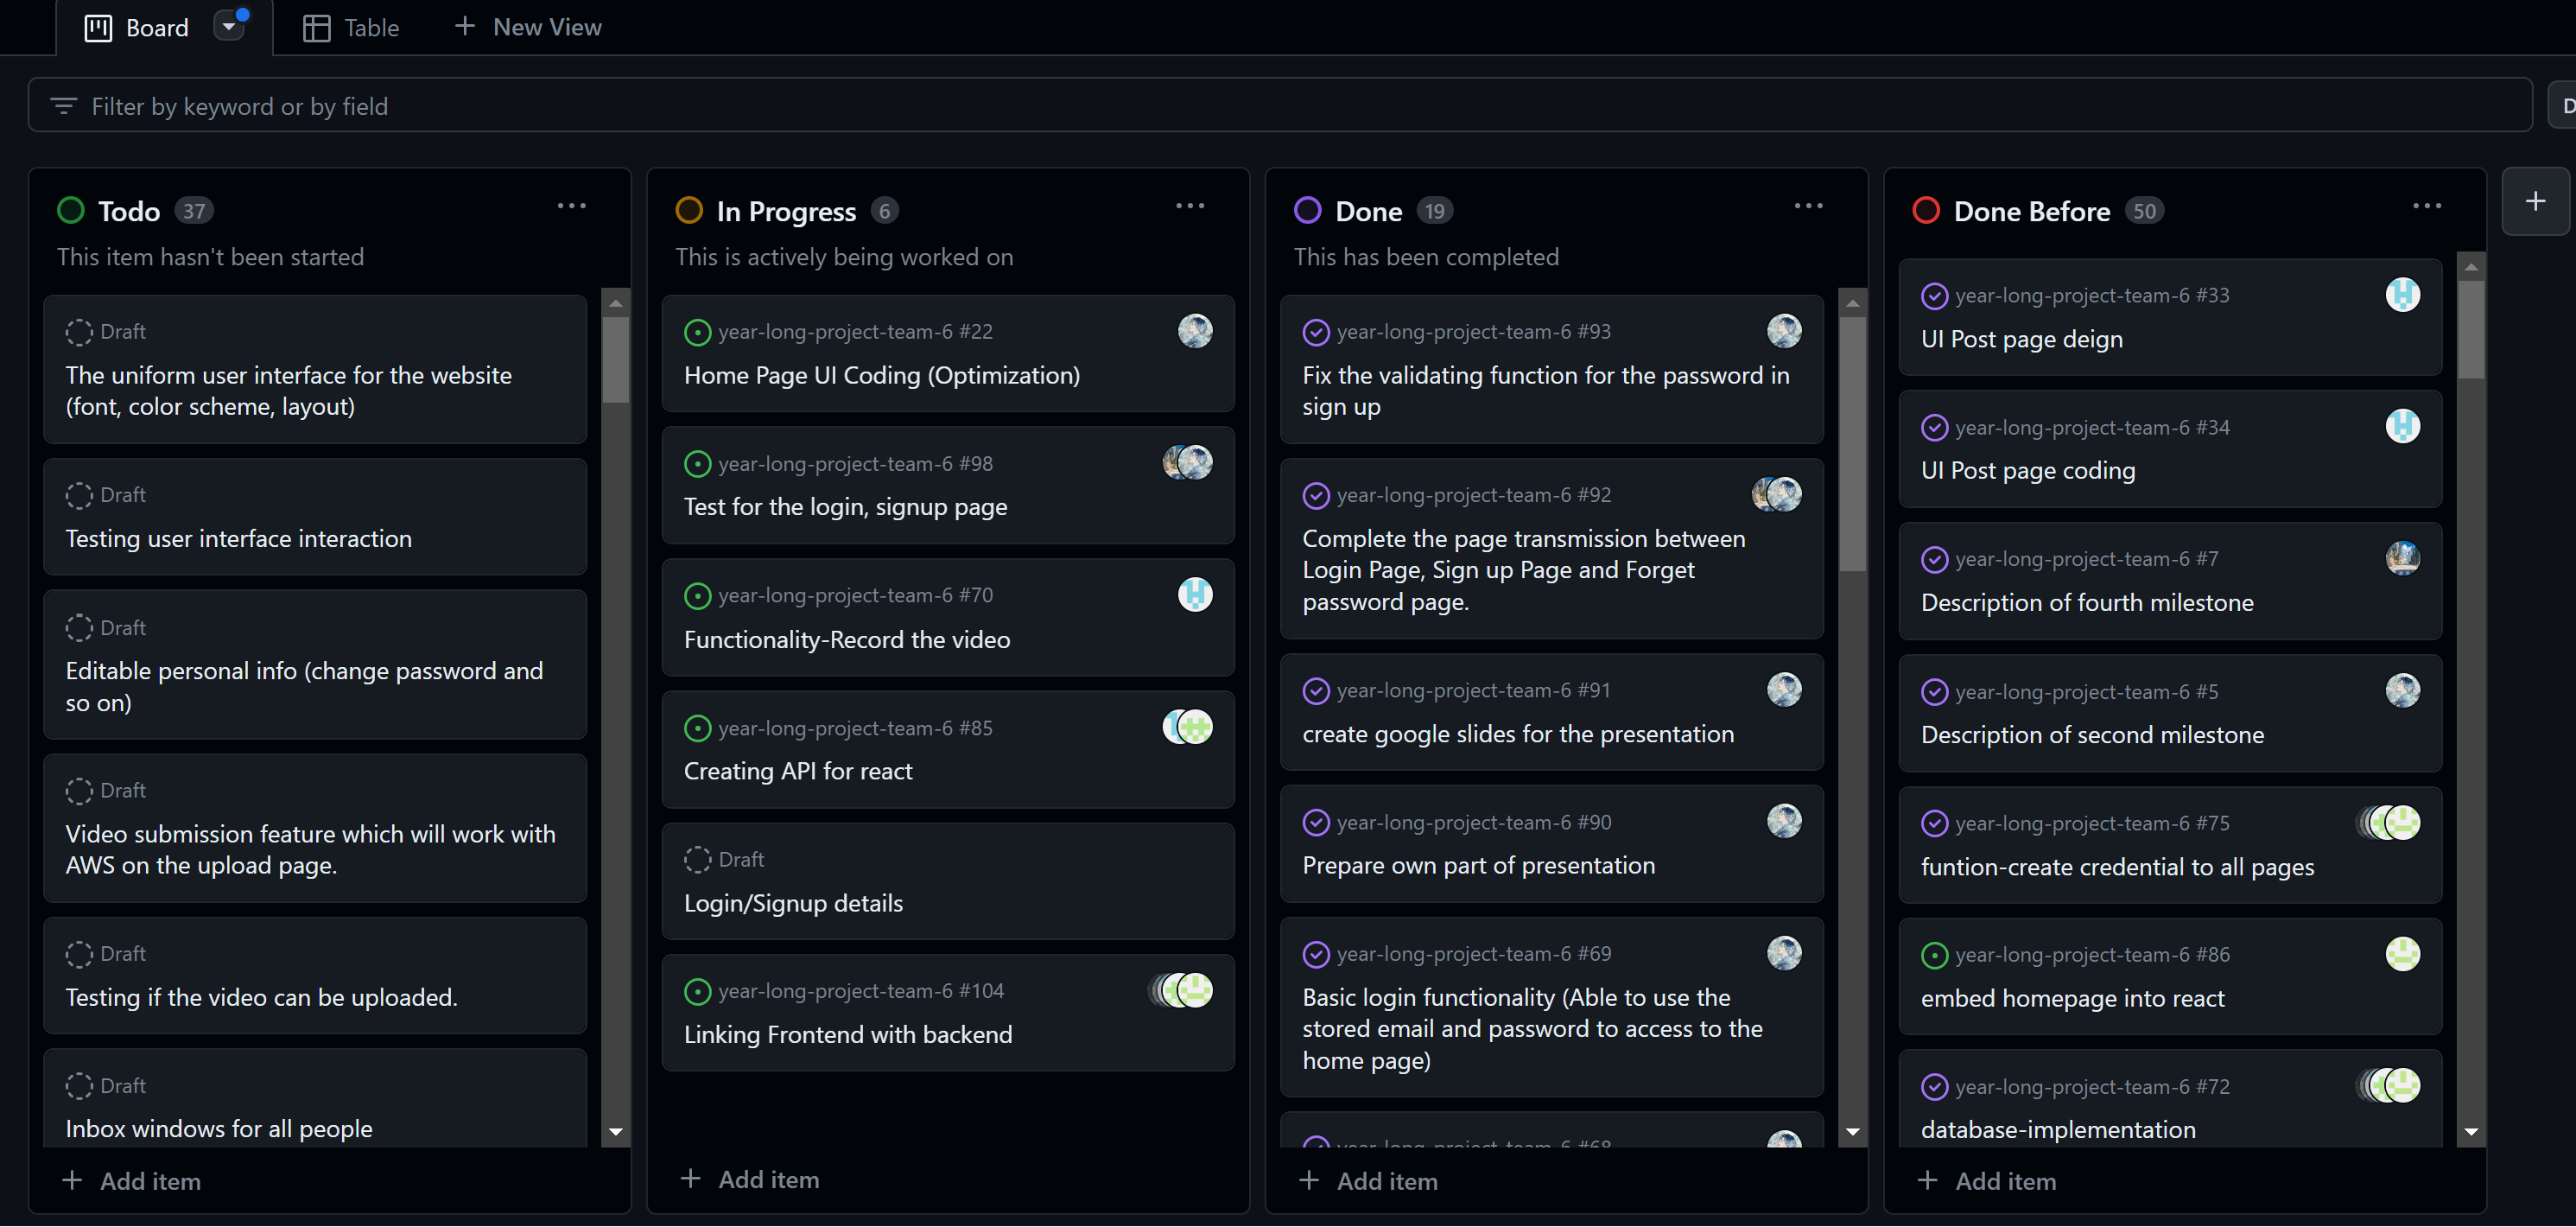 Board
Table
New View
Filter by keyword or by field
D
Todo 37
This item hasn't been started
Draft
The uniform user interface for the website
(font, color scheme, layout)
Draft
Testing user interface interaction
Draft
Editable personal info (change password and
so on)
Draft
Video submission feature which will work with
AWS on the upload page.
Draft
Testing if the video can be uploaded.
Draft
Inbox windows for all people
Add item
In Progress 6
This is actively being worked on
year-long-project-team-6 #22
Home Page UI Coding (Optimization)
year-long-project-team-6 #98
Test for the login, signup page
year-long-project-team-6 #70
Functionality-Record the video
year-long-project-team-6 #85
Creating API for react
Draft
Login/Signup details
year-long-project-team-6 #104
Linking Frontend with backend
Add item
Done 19
This has been completed
year-long-project-team-6 #93
Fix the validating function for the password in
sign up
year-long-project-team-6 #92
Complete the page transmission between
Login Page, Sign up Page and Forget
password page.
year-long-project-team-6 #91
create google slides for the presentation
year-long-project-team-6 #90
Prepare own part of presentation
year-long-project-team-6 #69
Basic login functionality (Able to use the
stored email and password to access to the
home page)
year-long-project-team-6 #68
Add item
Done Before 50
year-long-project-team-6 #33
UI Post page deign
year-long-project-team-6 #34
UI Post page coding
year-long-project-team-6 #7
Description of fourth milestone
year-long-project-team-6 #5
Description of second milestone
year-long-project-team-6 #75
funtion-create credential to all pages
year-long-project-team-6 #86
embed homepage into react
year-long-project-team-6 #72
database-implementation
Add item